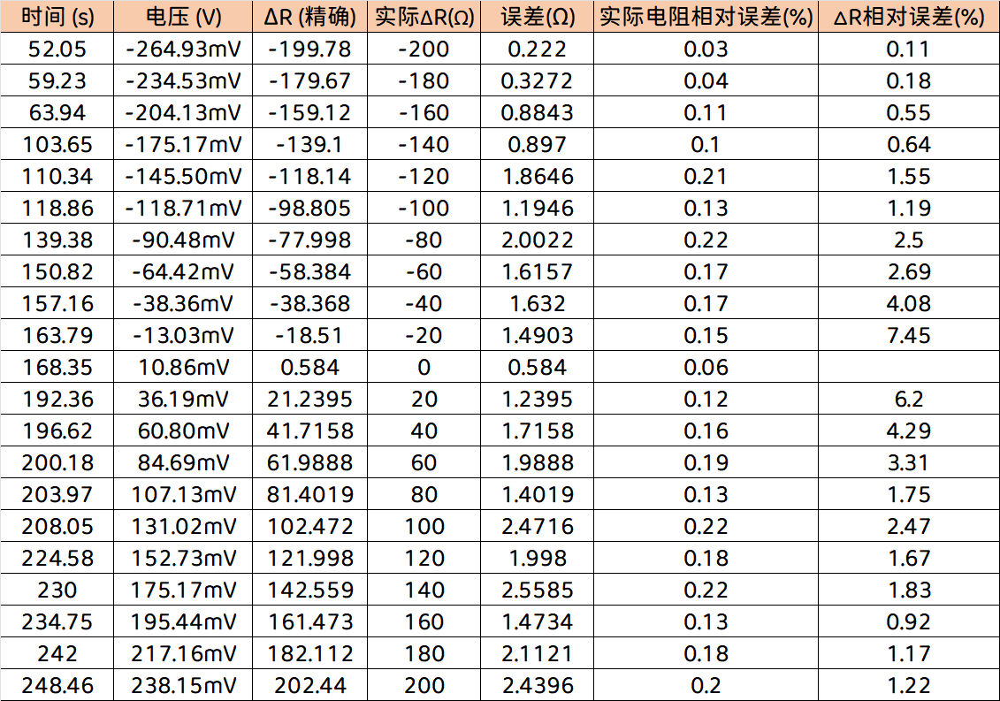 时间 (s) 电压 (V) ΔR (精确) 实际ΔR(Ω) 误差(Ω) 实际电阻相对误差(%) △R相对误差(%)
52.05 -264.93mV -199.78 -200 0.222 0.03 0.11
59.23 -234.53mV -179.67 -180 0.3272 0.04 0.18
63.94 -204.13mV -159.12 -160 0.8843 0.11 0.55
103.65 -175.17mV -139.1 -140 0.897 0.1 0.64
110.34 -145.50mV -118.14 -120 1.8646 0.21 1.55
118.86 -118.71mV -98.805 -100 1.1946 0.13 1.19
139.38 -90.48mV -77.998 -80 2.0022 0.22 2.5
150.82 -64.42mV -58.384 -60 1.6157 0.17 2.69
157.16 -38.36mV -38.368 -40 1.632 0.17 4.08
163.79 -13.03mV -18.51 -20 1.4903 0.15 7.45
168.35 10.86mV 0.584 0 0.584 0.06
192.36 36.19mV 21.2395 20 1.2395 0.12 6.2
196.62 60.80mV 41.7158 40 1.7158 0.16 4.29
200.18 84.69mV 61.9888 60 1.9888 0.19 3.31
203.97 107.13mV 81.4019 80 1.4019 0.13 1.75
208.05 131.02mV 102.472 100 2.4716 0.22 2.47
224.58 152.73mV 121.998 120 1.998 0.18 1.67
230 175.17mV 142.559 140 2.5585 0.22 1.83
234.75 195.44mV 161.473 160 1.4734 0.13 0.92
242 217.16mV 182.112 180 2.1121 0.18 1.17
248.46 238.15mV 202.44 200 2.4396 0.2 1.22